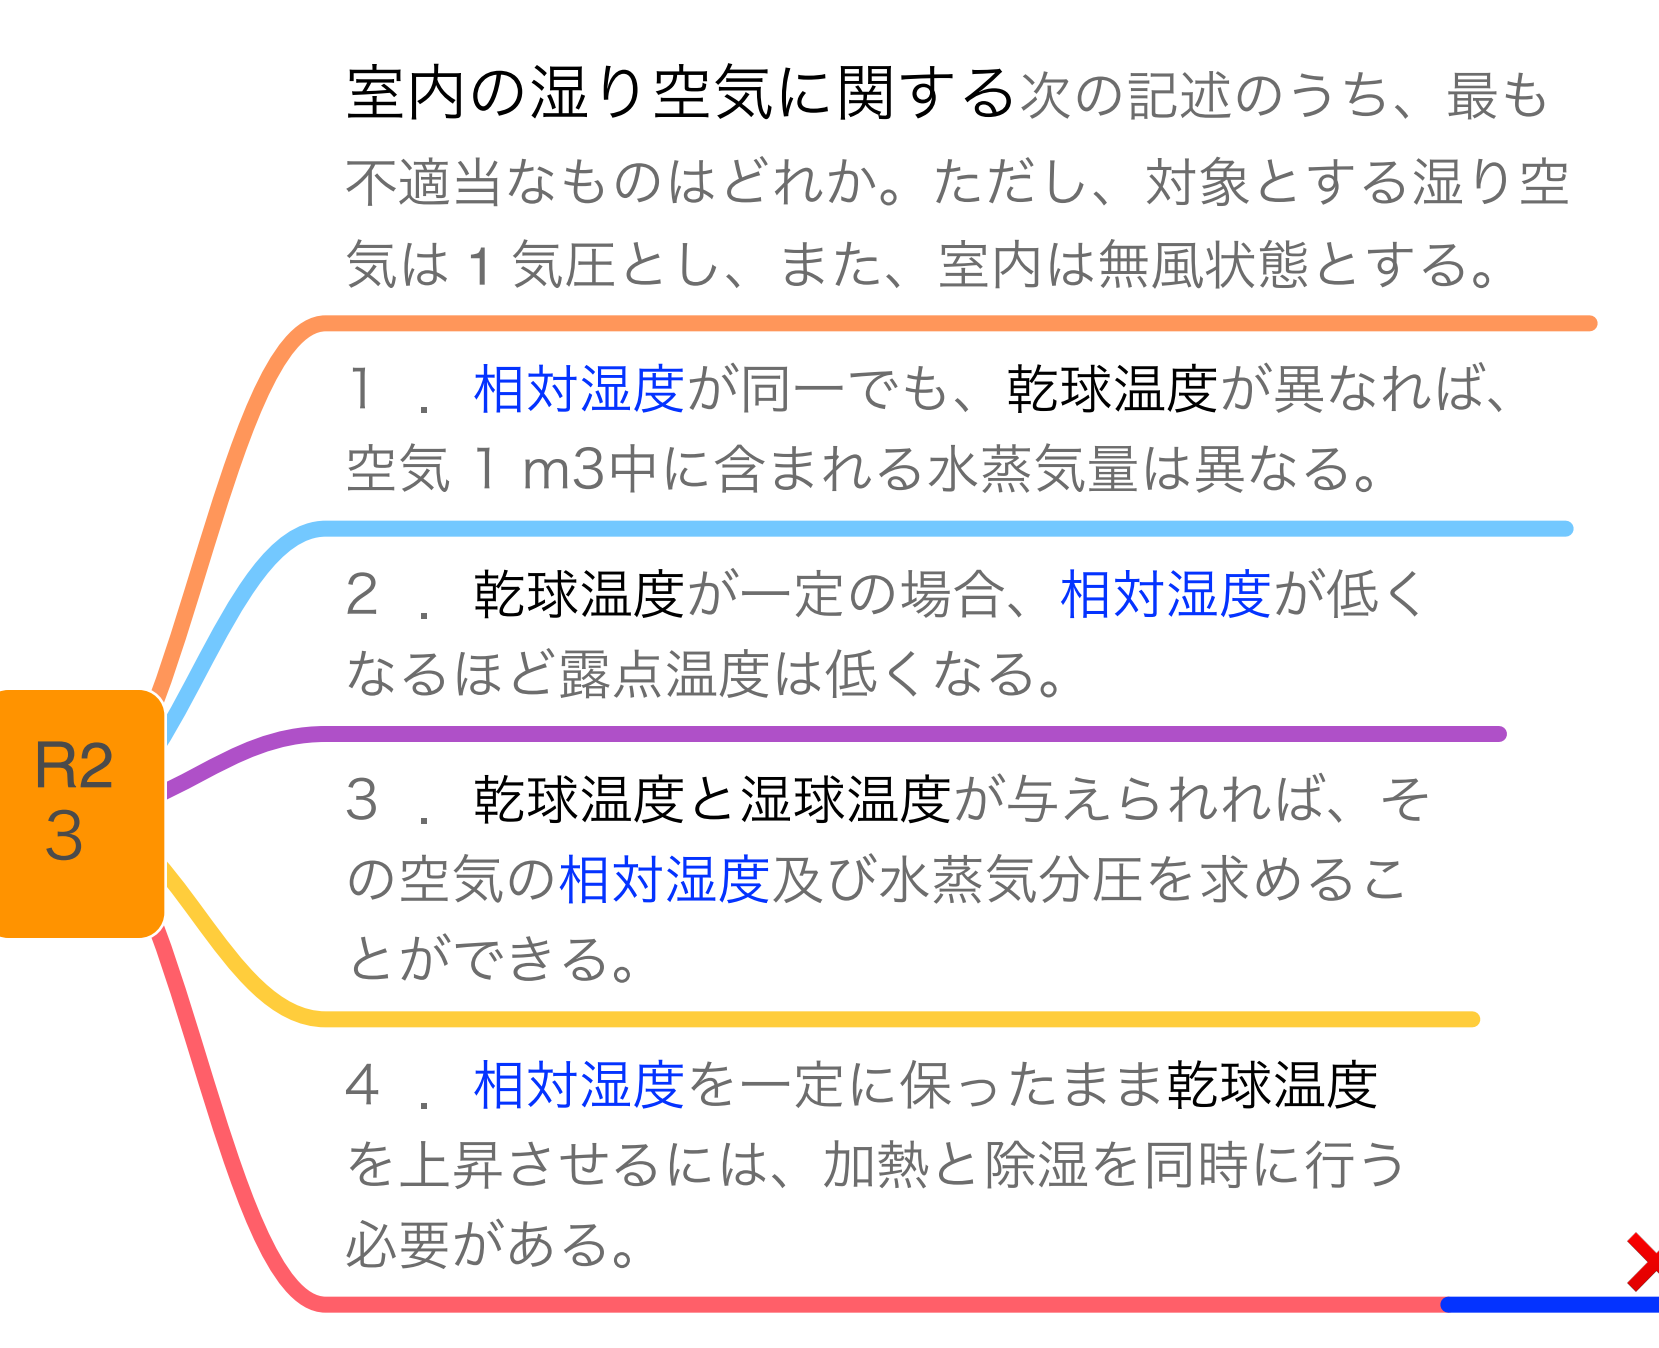 室内の湿り空気に関する次の記述のうち、最も
不適当なものはどれか。ただし、対象とする湿り空
気は 1 気圧とし、また、室内は無風状態とする。
1 ．相対湿度が同一でも、乾球温度が異なれば、
空気 1 m3中に含まれる水蒸気量は異なる。
2 ．乾球温度が一定の場合、相対湿度が低く
なるほど露点温度は低くなる。
R2
3
3 ．乾球温度と湿球温度が与えられれば、そ
の空気の相対湿度及び水蒸気分圧を求めるこ
とができる。
4 ．相対湿度を一定に保ったまま乾球温度
を上昇させるには、加熱と除湿を同時に行う
必要がある。